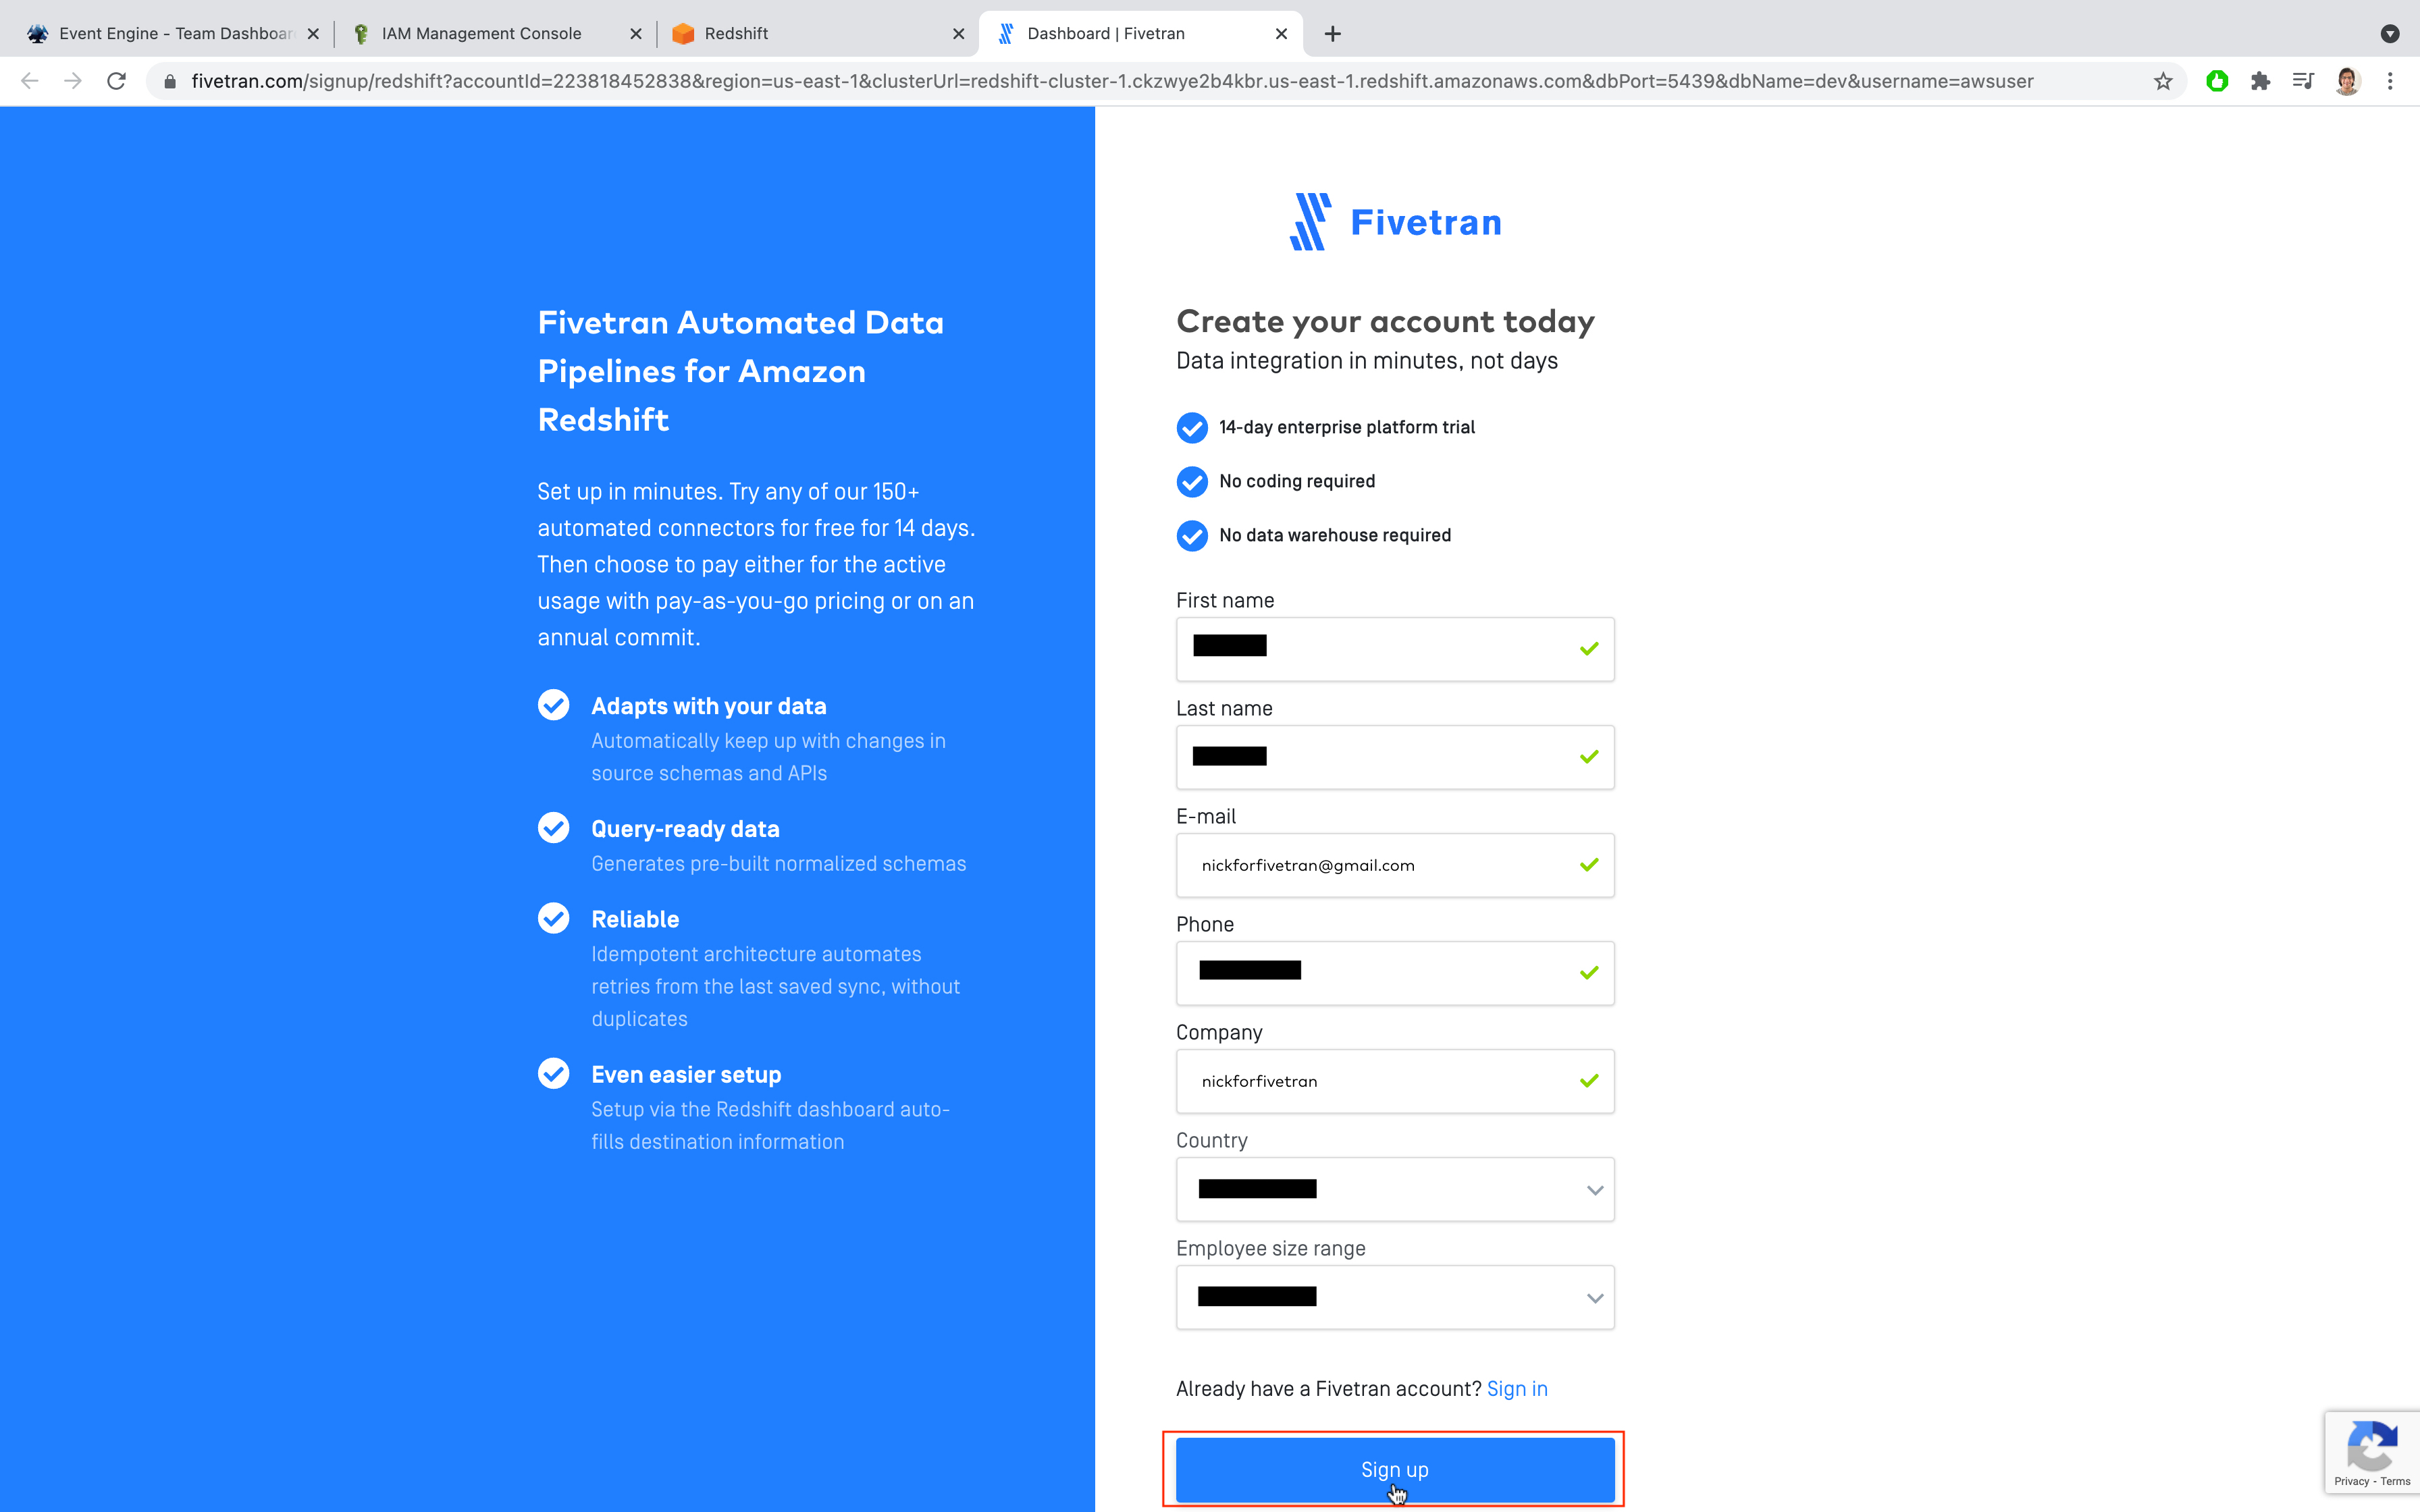 Event Engine - Team Dashboar
IAM Management Console
Redshift
Dashboard | Fivetran
fivetran.com/signup/redshift?accountId=223818452838&region=us-east-1&clusterUrl=redshift-cluster-1.ckzwye2b4kbr.us-east-1.redshift.amazonaws.com&dbPort=5439&dbName=dev&username=awsuser
Fivetran Automated Data
Pipelines for Amazon
Redshift
Set up in minutes. Try any of our 150+
automated connectors for free for 14 days.
Then choose to pay either for the active
usage with pay-as-you-go pricing or on an
annual commit.
Adapts with your data
Automatically keep up with changes in
source schemas and APIs
Query-ready data
Generates pre-built normalized schemas
Reliable
Idempotent architecture automates
retries from the last saved sync, without
duplicates
Even easier setup
Setup via the Redshift dashboard auto-
fills destination information
Fivetran
Create your account today
Data integration in minutes, not days
14-day enterprise platform trial
No coding required
No data warehouse required
First name
Last name
E-mail
nickforfivetran@gmail.com
Phone
Company
nickforfivetran
Country
Employee size range
Already have a Fivetran account? Sign in
Sign up
Privacy - Terms